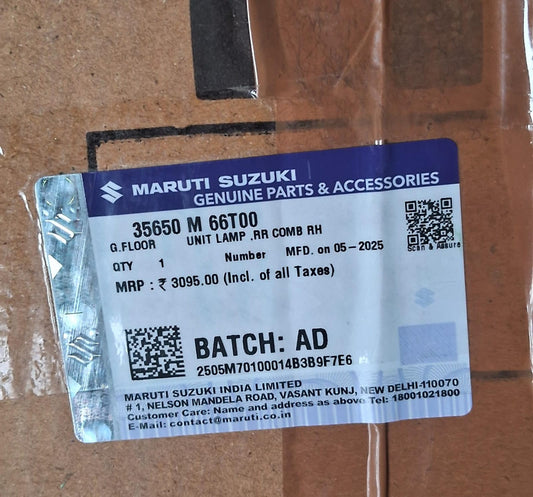 MARUTI SUZUKI
GENUINE PARTS & ACCESSORIES
35650 M 66T00
G.FLOOR UNIT LAMP ,RR COMB RH
QTY 1 Number MFD. on 05-2025
MRP : ₹ 3095.00 (Incl. of all Taxes)
Scan & Assure
BATCH: AD
2505M70100014B3B9F7E6
MARUTI SUZUKI INDIA LIMITED
# 1, NELSON MANDELA ROAD, VASANT KUNJ, NEW DELHI-110070
Customer Care: Name and address as above Tel: 18001021800
E-Mail: contact@maruti.co.in